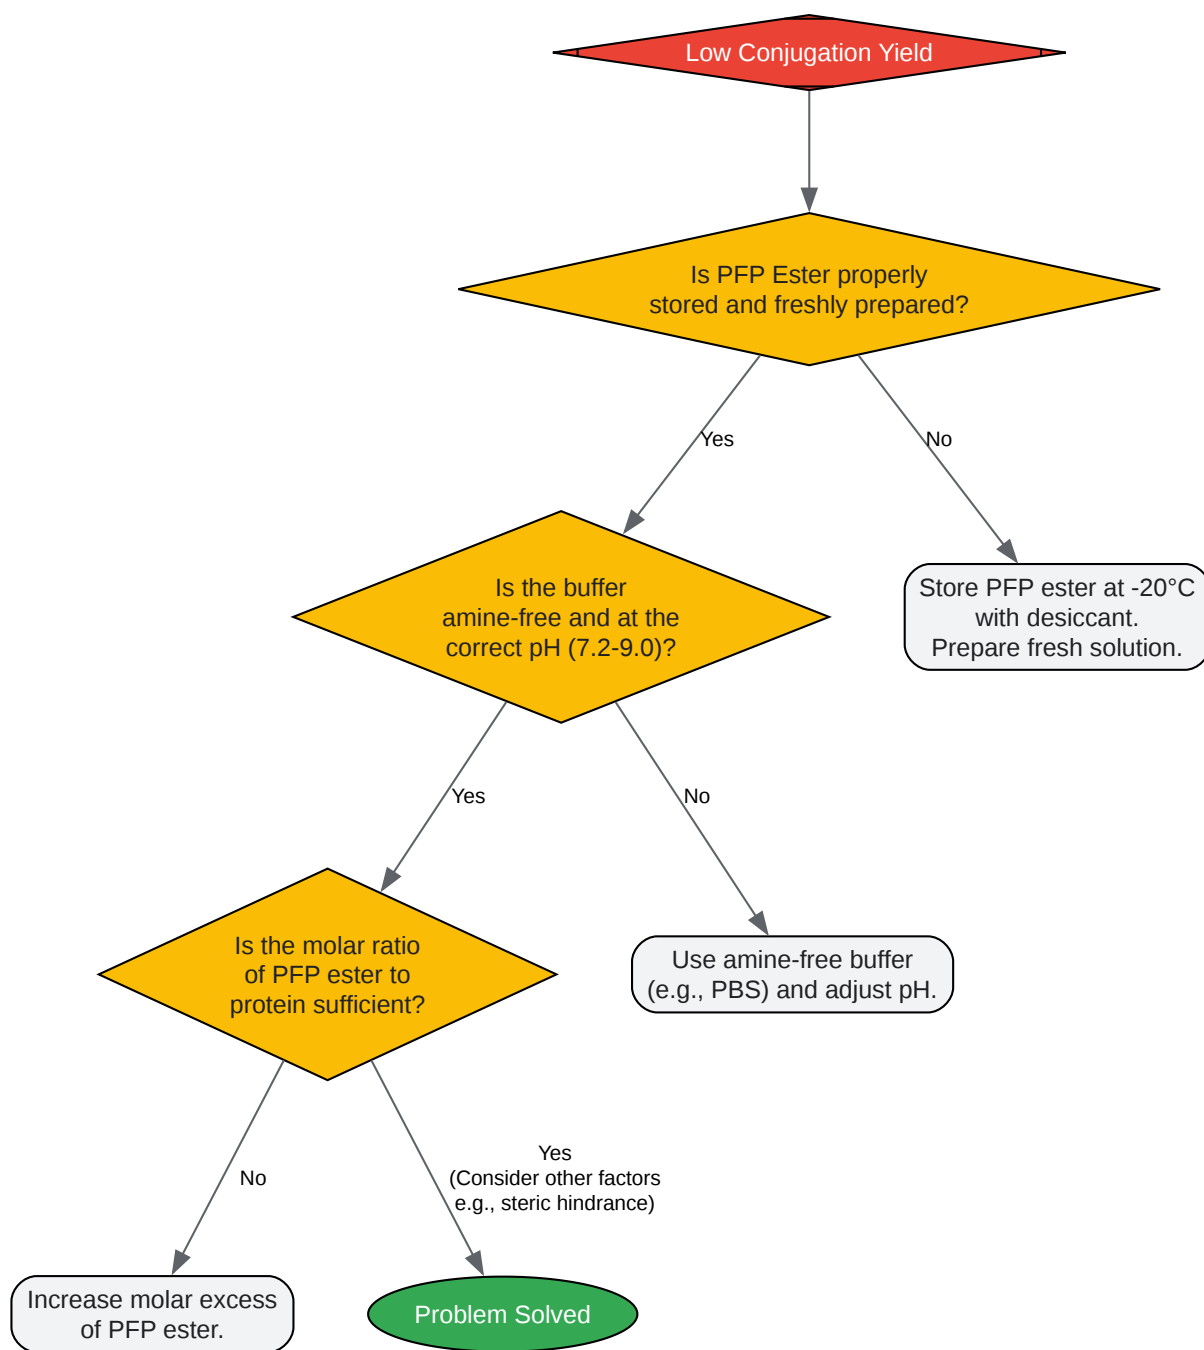 Low Conjugation Yield
Is PFP Ester properly
stored and freshly prepared?
Yes
No
Is the buffer
amine-free and at the
correct pH (7.2-9.0)?
Store PFP ester at -20°C
with desiccant.
Prepare fresh solution.
Yes
No
Is the molar ratio
of PFP ester to
protein sufficient?
Use amine-free buffer
(e.g., PBS) and adjust pH.
No
Yes
(Consider other factors
e.g., steric hindrance)
Increase molar excess
of PFP ester.
Problem Solved